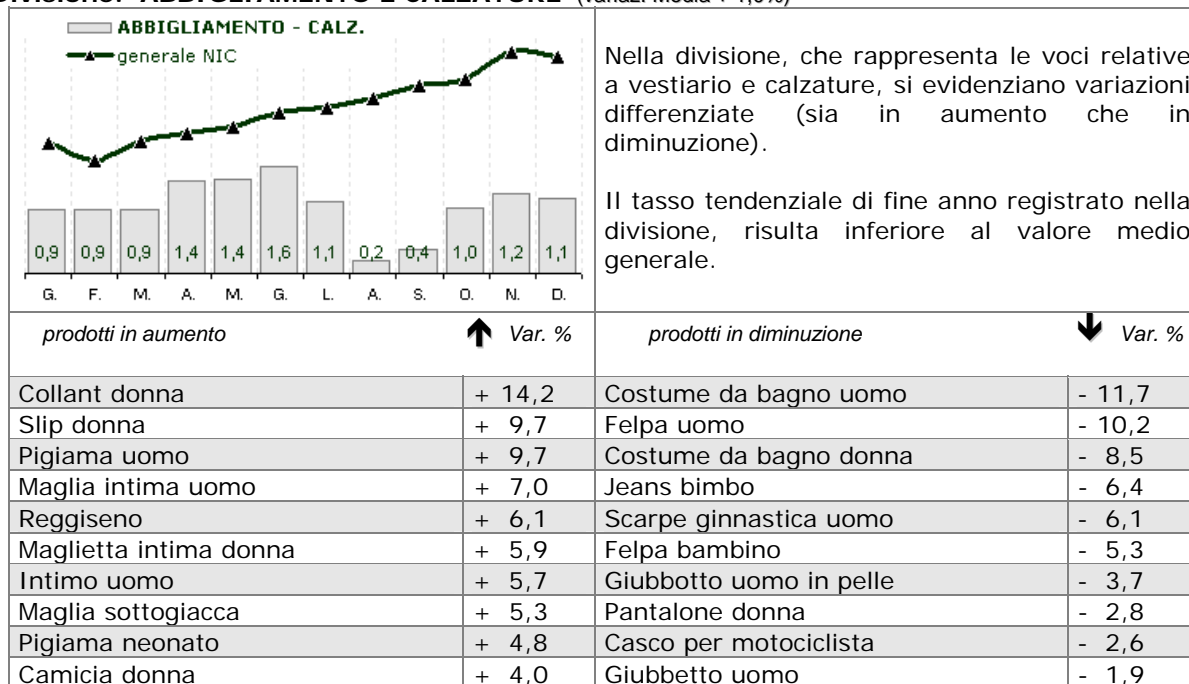 ABBIGLIAMENTO E CALZATURE
ABBIGLIAMENTO - CALZ.
generale NIC
0,9 0,9 0,9 1,4 1,4 1,6 1,1 0,2 0,4 1,0 1,2 1,1
G. F. M. A. M. G. L. A. S. O. N. D.
Nella divisione, che rappresenta le voci relative
a vestiario e calzature, si evidenziano variazioni
differenziate (sia in aumento che in
diminuzione).
Il tasso tendenziale di fine anno registrato nella
divisione, risulta inferiore al valore medio
generale.
prodotti in aumento Var. % prodotti in diminuzione Var. %
Collant donna + 14,2 Costume da bagno uomo - 11,7
Slip donna + 9,7 Felpa uomo - 10,2
Pigiama uomo + 9,7 Costume da bagno donna - 8,5
Maglia intima uomo + 7,0 Jeans bimbo - 6,4
Reggiseno + 6,1 Scarpe ginnastica uomo - 6,1
Maglietta intima donna + 5,9 Felpa bambino - 5,3
Intimo uomo + 5,7 Giubbotto uomo in pelle - 3,7
Maglia sottogiacca + 5,3 Pantalone donna - 2,8
Pigiama neonato + 4,8 Casco per motociclista - 2,6
Camicia donna + 4,0 Giubbetto uomo - 1,9